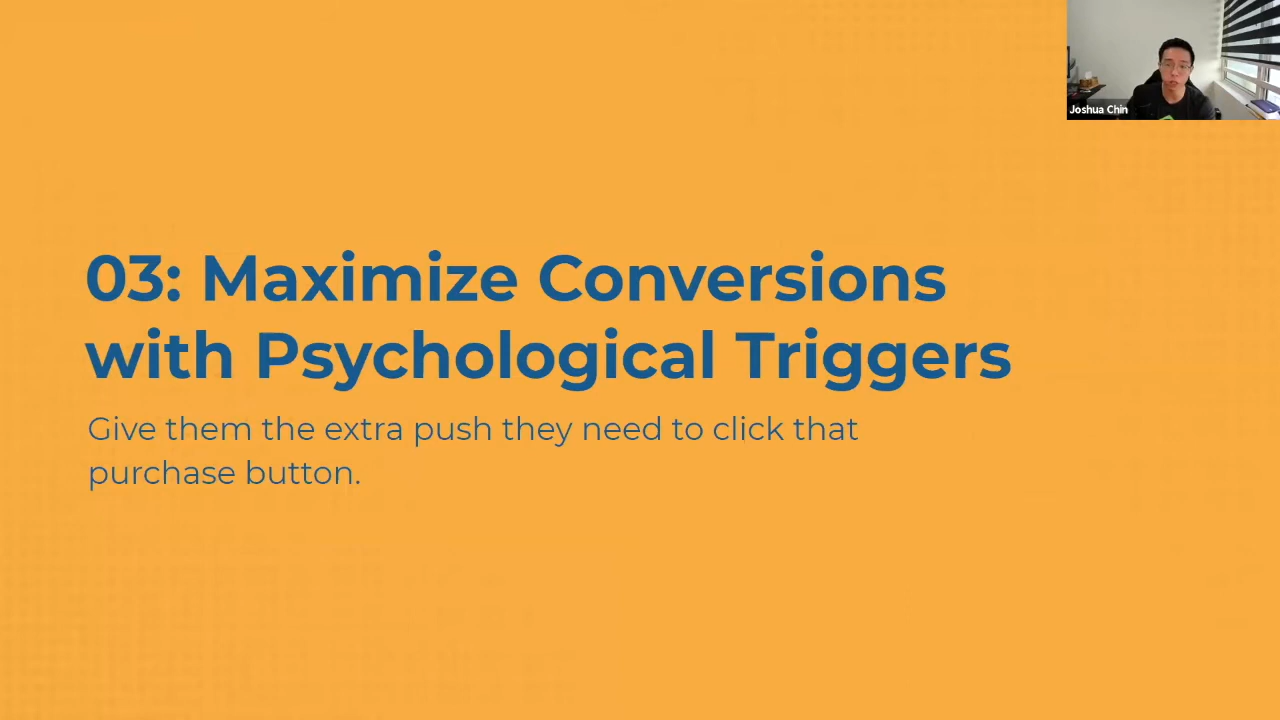 Joshua Chin
03: Maximize Conversions
with Psychological Triggers
Give them the extra push they need to click that
purchase button.